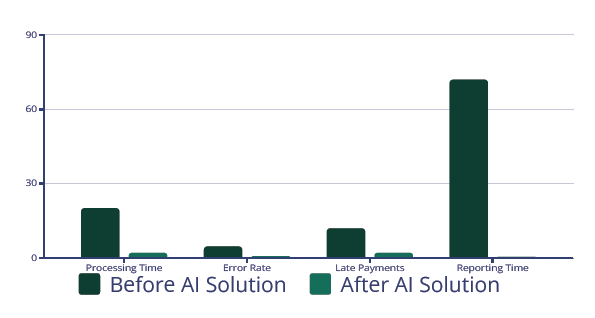 90
60
30
0
Processing Time Error Rate Late Payments Reporting Time
Before AI Solution After AI Solution